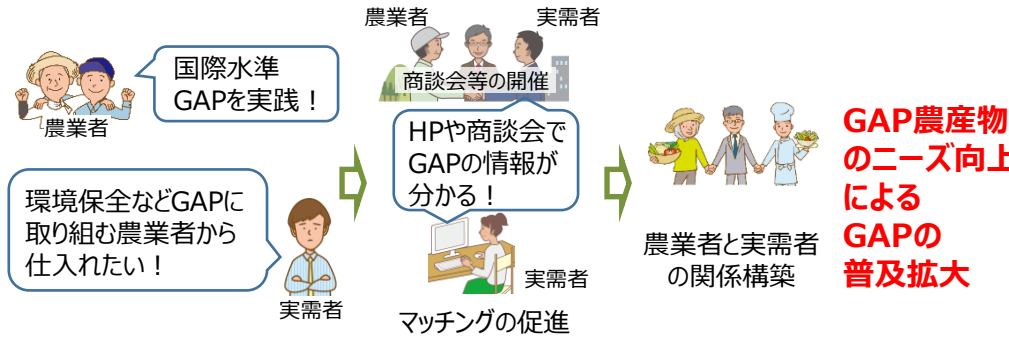 国際水準
GAPを実践！
農業者
環境保全などGAPに
取り組む農業者から
仕入れたい！
実需者
農業者
実需者
商談会等の開催
HPや商談会で
GAPの情報が
分かる！
実需者
マッチングの促進
農業者と実需者
の関係構築
GAP農産物
のニーズ向上
による
GAPの
普及拡大